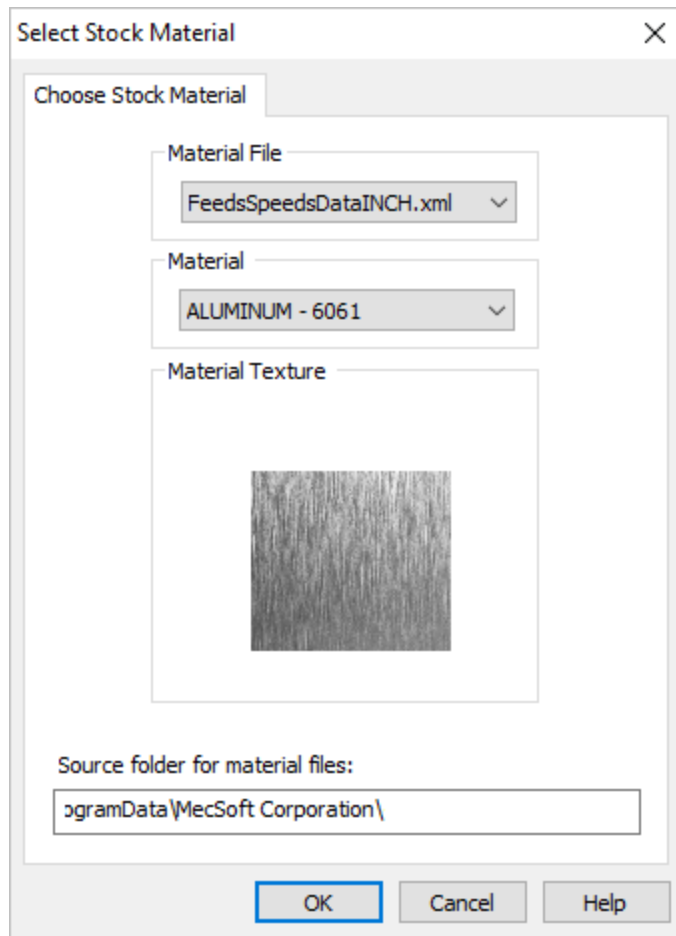 Select Stock Material
Choose Stock Material
Material File
FeedsSpeedsDataINCH.xml
Material
ALUMINUM - 6061
Material Texture
Source folder for material files:
ogramData\MecSoft Corporation\
OK Cancel Help